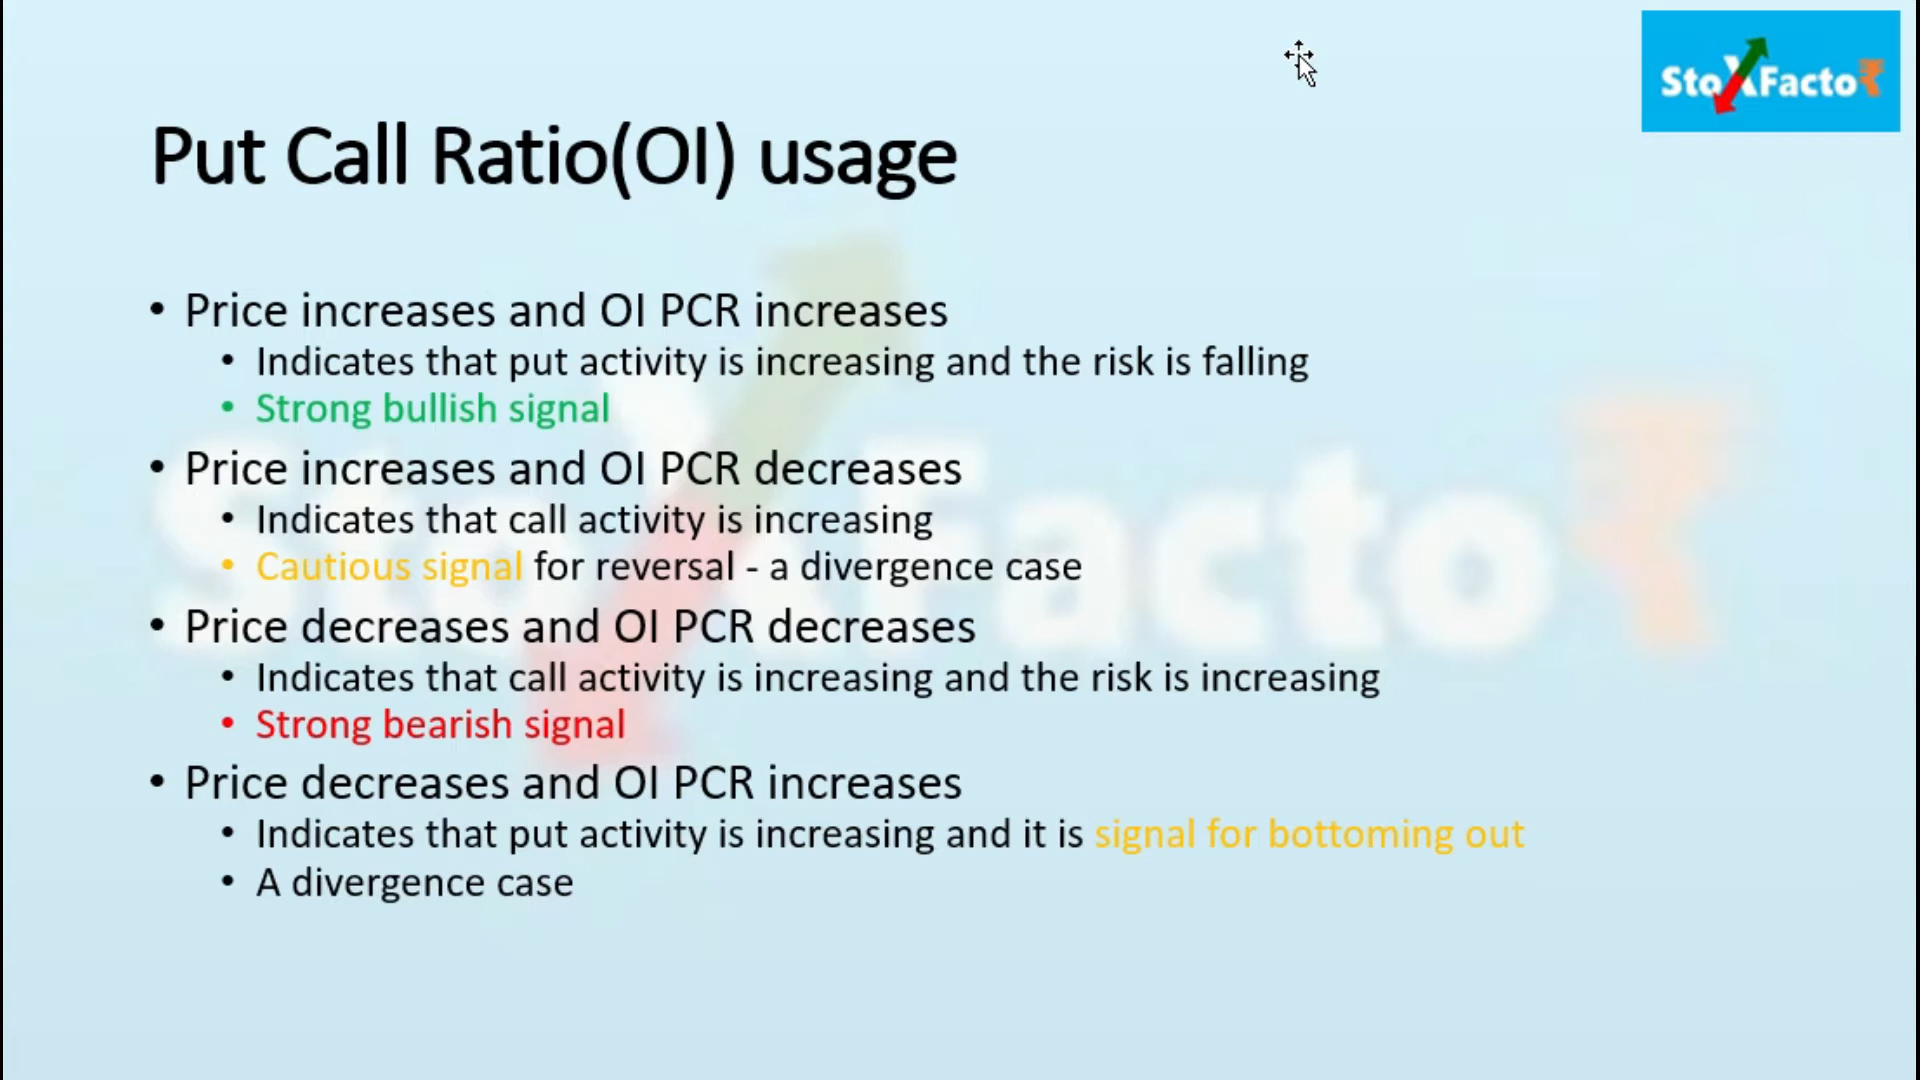 StoXFacto₹
Put Call Ratio(OI) usage
• Price increases and OI PCR increases
• Indicates that put activity is increasing and the risk is falling
• Strong bullish signal
• Price increases and OI PCR decreases
• Indicates that call activity is increasing
• Cautious signal for reversal - a divergence case
• Price decreases and OI PCR decreases
• Indicates that call activity is increasing and the risk is increasing
• Strong bearish signal
• Price decreases and OI PCR increases
• Indicates that put activity is increasing and it is signal for bottoming out
• A divergence case
StoXFacto₹